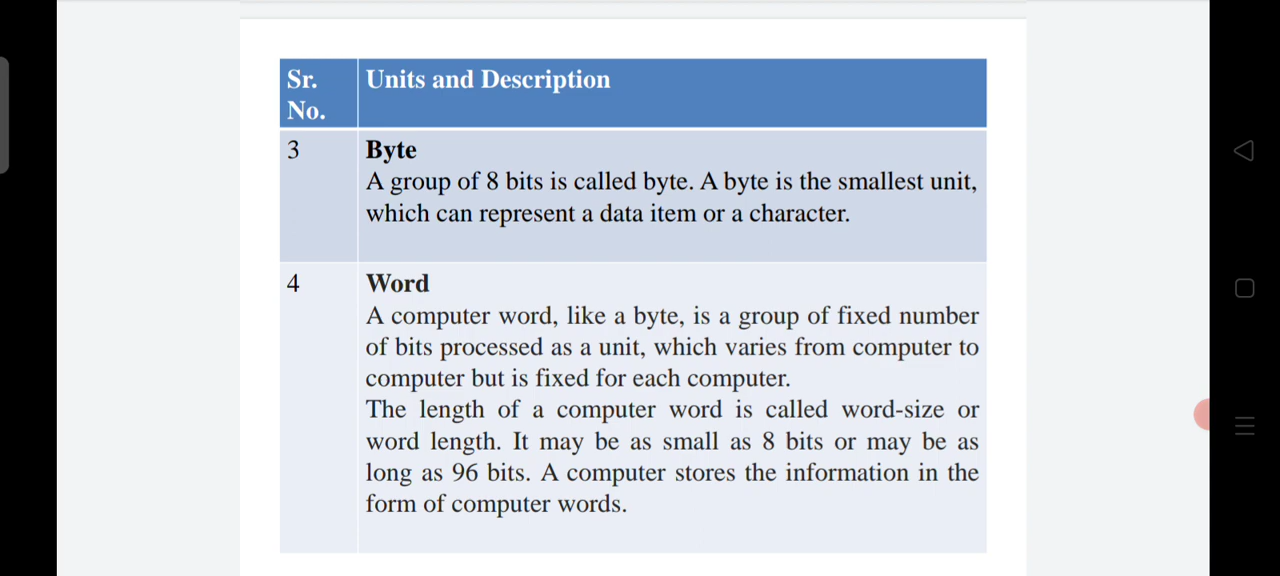 Sr. No.
Units and Description
3
Byte
A group of 8 bits is called byte. A byte is the smallest unit,
which can represent a data item or a character.
4
Word
A computer word, like a byte, is a group of fixed number
of bits processed as a unit, which varies from computer to
computer but is fixed for each computer.
The length of a computer word is called word-size or
word length. It may be as small as 8 bits or may be as
long as 96 bits. A computer stores the information in the
form of computer words.